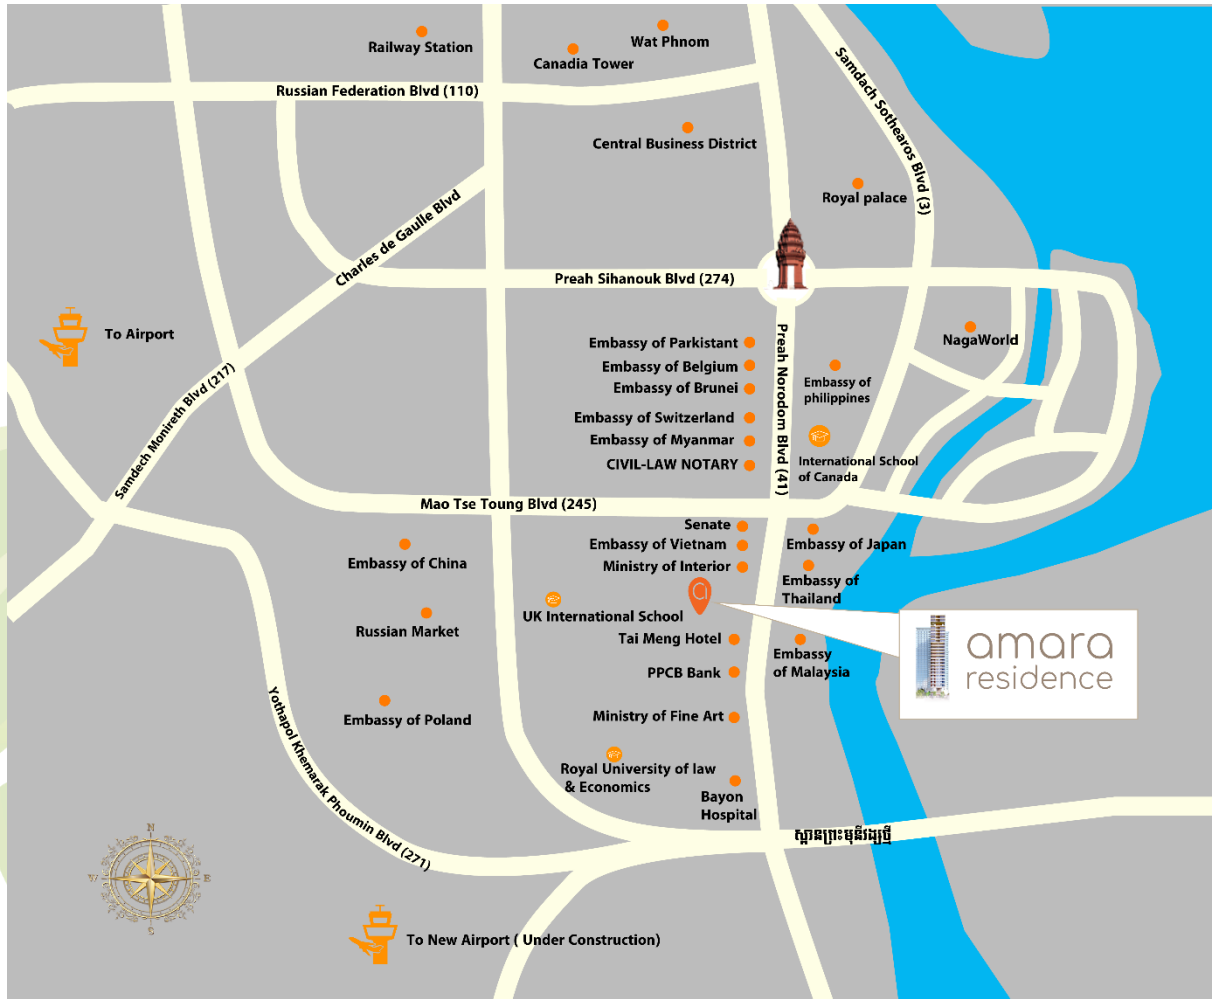 Railway Station
Wat Phnom
Canadia Tower
Russian Federation Blvd (110)
Samdach Sothearos Blvd (3)
Central Business District
Royal palace
Charles de Gaulle Blvd
Preah Sihanouk Blvd (274)
To Airport
NagaWorld
Preah Norodom Blvd (41)
Embassy of Parkistant
Embassy of Belgium
Embassy of Brunei
Embassy of
philippines
Embassy of Switzerland
Embassy of Myanmar
CIVIL-LAW NOTARY
International School
of Canada
Samdech Monireth Blvd (217)
Mao Tse Toung Blvd (245)
Senate
Embassy of Vietnam
Embassy of Japan
Ministry of Interior
Embassy of China
Embassy of
Thailand
UK International School
Russian Market
Tai Meng Hotel
Embassy
of Malaysia
amara
residence
PPCB Bank
Embassy of Poland
Ministry of Fine Art
Yothapol Khemarak Phoumin Blvd (271)
Royal University of law
& Economics
Bayon
Hospital
ស្ពានព្រះមុនីវង្សថ្មី
N
W
E
S
To New Airport ( Under Construction)